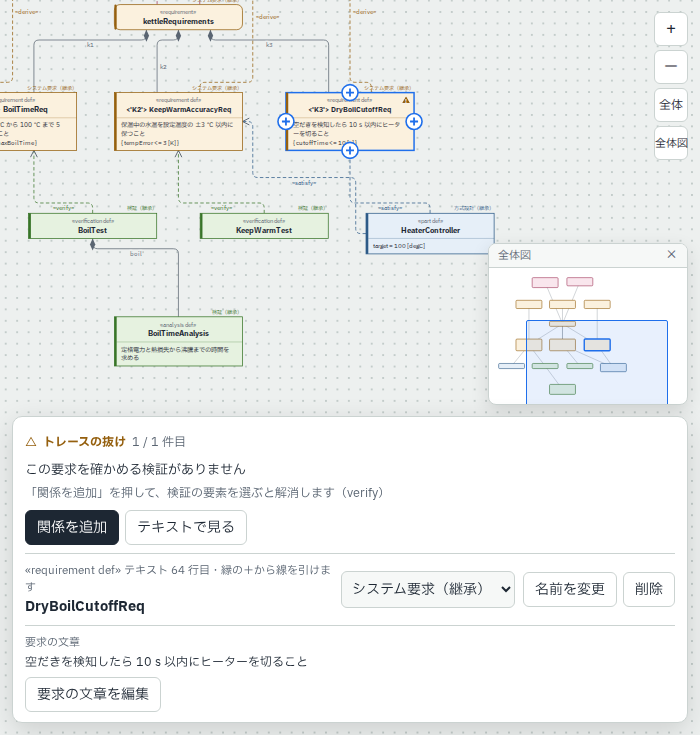 «derive»
«requirement»
kettleRequirements
«derive»
«derive»
k1
k2
k3
システム要求（継承）
システム要求（継承）
システム要求（継承）
requirement def»
BoilTimeReq
℃ から 100 ℃ まで 5
こと
axBoilTime}
«requirement def»
<'K2'> KeepWarmAccuracyReq
保温中の水温を設定温度の ±3 ℃ 以内に
保つこと
{tempError <= 3 [K]}
«requirement def»
<'K3'> DryBoilCutoffReq
空だきを検知したら 10 s 以内にヒータ
ーを切ること
{cutoffTime <= 10
«satisfy»
«verify»
検証（継承）
«verify»
検証（継承）
«satisfy»
«verification def»
BoilTest
«verification def»
KeepWarmTest
«part def»
HeaterController
target = 100 [degC]
boil
検証（継承）
«analysis def»
BoilTimeAnalysis
定格電力と熱損失から沸騰までの時間を
求める
+
−
全体
全体図
全体図
×
△ トレースの抜け 1 / 1 件目
この要求を確かめる検証がありません
「関係を追加」を押して、検証の要素を選ぶと解消します（verify）
関係を追加
テキストで見る
«requirement def» テキスト 64 行目・縁の＋から線を引けま
す
DryBoilCutoffReq
システム要求（継承）
名前を変更
削除
要求の文章
空だきを検知したら 10 s 以内にヒーターを切ること
要求の文章を編集